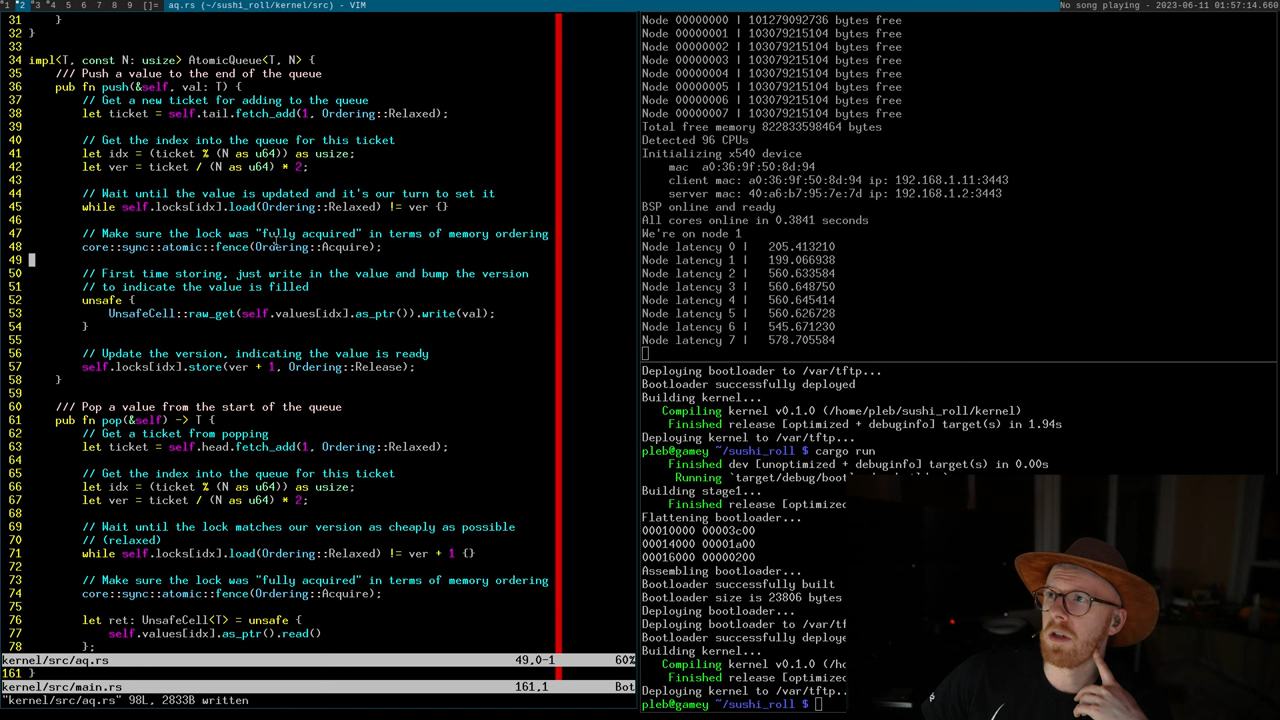 1 2 3 4 5 6 7 8 9 []= aq.rs (~/sushi_roll/kernel/src) - VIM
No song playing - 2023-06-11 01:57:14.660
31     }
32 }
33
34 impl<T, const N: usize> AtomicQueue<T, N> {
35     /// Push a value to the end of the queue
36     pub fn push(&self, val: T) {
37         // Get a new ticket for adding to the queue
38         let ticket = self.tail.fetch_add(1, Ordering::Relaxed);
39
40         // Get the index into the queue for this ticket
41         let idx = (ticket % (N as u64)) as usize;
42         let ver = ticket / (N as u64) * 2;
43
44         // Wait until the value is updated and it's our turn to set it
45         while self.locks[idx].load(Ordering::Relaxed) != ver {}
46
47         // Make sure the lock was "fully acquired" in terms of memory ordering
48         core::sync::atomic::fence(Ordering::Acquire);
49
50         // First time storing, just write in the value and bump the version
51         // to indicate the value is filled
52         unsafe {
53             UnsafeCell::raw_get(self.values[idx].as_ptr()).write(val);
54         }
55
56         // Update the version, indicating the value is ready
57         self.locks[idx].store(ver + 1, Ordering::Release);
58     }
59
60     /// Pop a value from the start of the queue
61     pub fn pop(&self) -> T {
62         // Get a ticket from popping
63         let ticket = self.head.fetch_add(1, Ordering::Relaxed);
64
65         // Get the index into the queue for this ticket
66         let idx = (ticket % (N as u64)) as usize;
67         let ver = ticket / (N as u64) * 2;
68
69         // Wait until the lock matches our version as cheaply as possible
70         // (relaxed)
71         while self.locks[idx].load(Ordering::Relaxed) != ver + 1 {}
72
73         // Make sure the lock was "fully acquired" in terms of memory ordering
74         core::sync::atomic::fence(Ordering::Acquire);
75
76         let ret: UnsafeCell<T> = unsafe {
77             self.values[idx].as_ptr().read()
78         };
kernel/src/aq.rs 49,0-1 60%
161 }
kernel/src/main.rs 161,1 Bot
"kernel/src/aq.rs" 98L, 2833B written
Node 00000000 | 101279092736 bytes free
Node 00000001 | 103079215104 bytes free
Node 00000002 | 103079215104 bytes free
Node 00000003 | 103079215104 bytes free
Node 00000004 | 103079215104 bytes free
Node 00000005 | 103079215104 bytes free
Node 00000006 | 103079215104 bytes free
Node 00000007 | 103079215104 bytes free
Total free memory 822833598464 bytes
Detected 96 CPUs
Initializing x540 device
    mac  a0:36:9f:50:8d:94
    client mac: a0:36:9f:50:8d:94 ip: 192.168.1.11:3443
    server mac: 40:a6:b7:95:7e:7d ip: 192.168.1.2:3443
BSP online and ready
All cores online in 0.3841 seconds
We're on node 1
Node latency 0 |   205.413210
Node latency 1 |   199.066938
Node latency 2 |   560.633584
Node latency 3 |   560.648750
Node latency 4 |   560.645414
Node latency 5 |   560.626728
Node latency 6 |   545.671230
Node latency 7 |   578.705584
Deploying bootloader to /var/tftp...
Bootloader successfully deployed
Building kernel...
   Compiling kernel v0.1.0 (/home/pleb/sushi_roll/kernel)
    Finished release [optimized + debuginfo] target(s) in 1.94s
Deploying kernel to /var/tftp...
pleb@gamey ~/sushi_roll $ cargo run
    Finished dev [unoptimized + debuginfo] target(s) in 0.00s
     Running `target/debug/boot
Building stage1...
    Finished release [optimized
Flattening bootloader...
00010000 00003c00
00014000 00001a00
00016000 00000200
Assembling bootloader...
Bootloader successfully built
Bootloader size is 23806 bytes
Deploying bootloader...
Deploying bootloader to /var/tf
Bootloader successfully deploye
Building kernel...
   Compiling kernel v0.1.0 (/ho
    Finished release [optimized
Deploying kernel to /var/tftp..
pleb@gamey ~/sushi_roll $